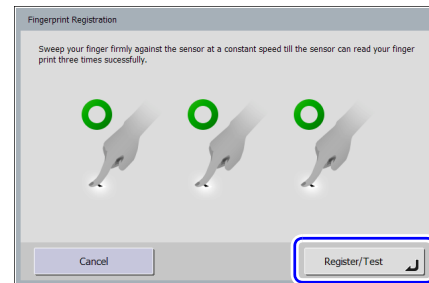 Fingerprint Registration
Sweep your finger firmly against the sensor at a constant speed till the sensor can read your finger
print three times sucessfully.
Cancel
Register/Test